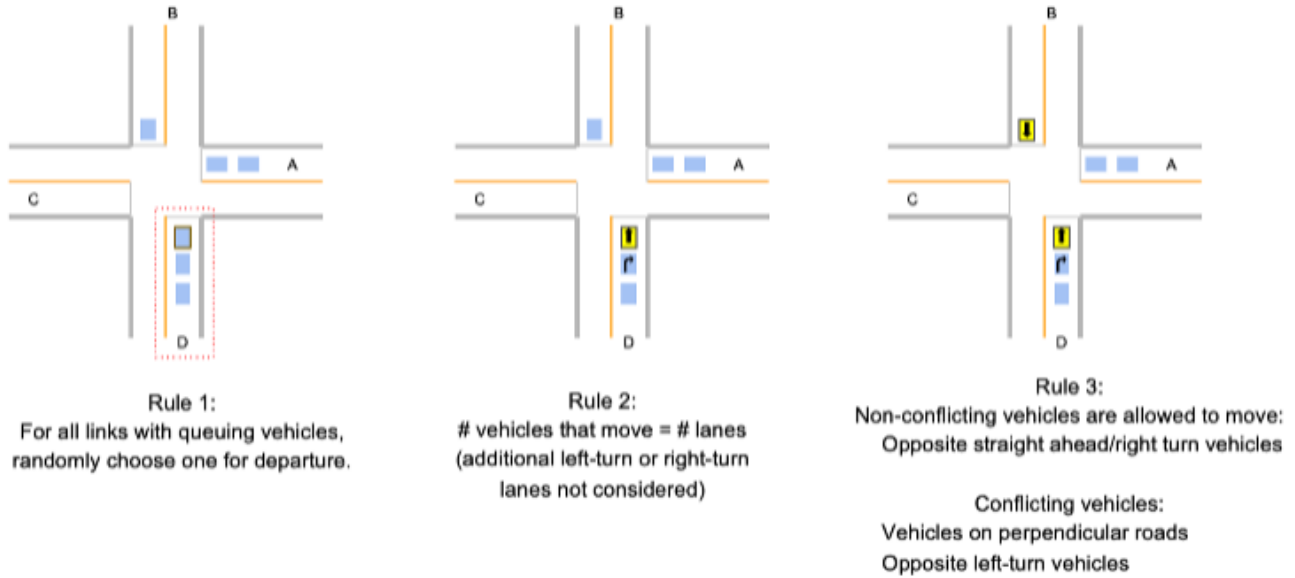 B
A
C
D
Rule 1:
For all links with queuing vehicles,
randomly choose one for departure.
B
A
C
D
Rule 2:
# vehicles that move = # lanes
(additional left-turn or right-turn
lanes not considered)
B
A
C
D
Rule 3:
Non-conflicting vehicles are allowed to move:
Opposite straight ahead/right turn vehicles
Conflicting vehicles:
Vehicles on perpendicular roads
Opposite left-turn vehicles